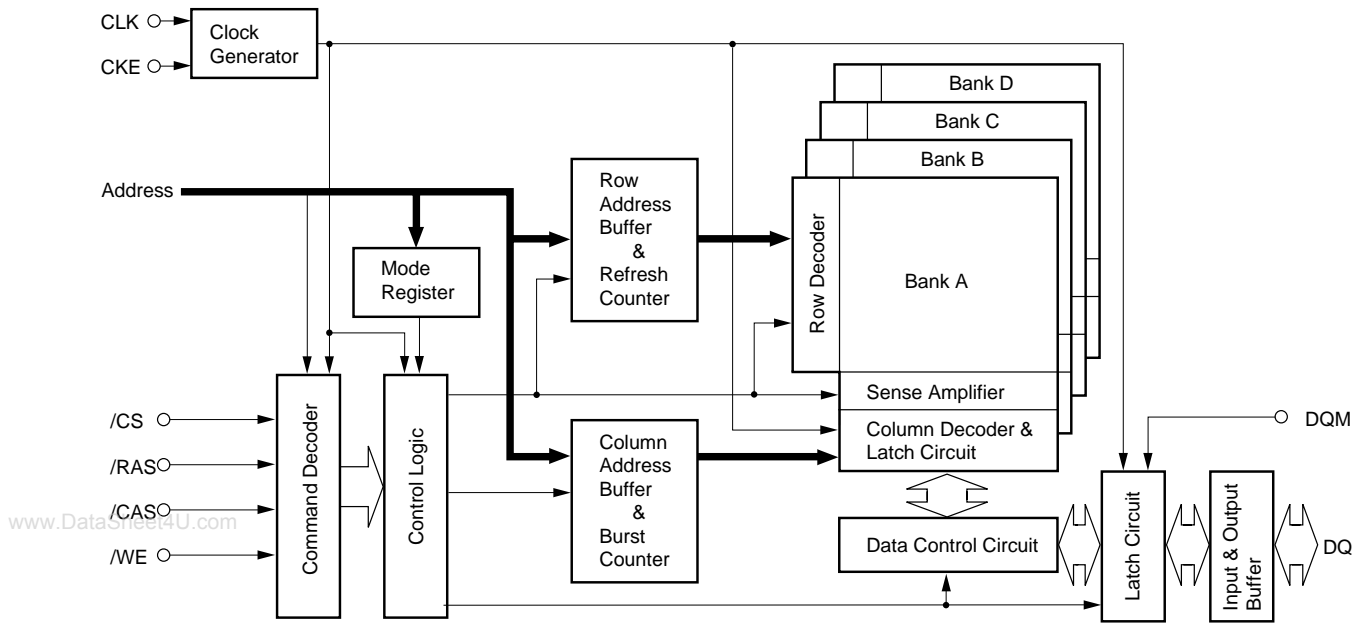 CLK
CKE
Clock
Generator
Bank D
Bank C
Bank B
Address
Row
Address
Buffer
&
Refresh
Counter
Mode
Register
Row Decoder
Bank A
Sense Amplifier
Column Decoder &
Latch Circuit
/CS
/RAS
/CAS
/WE
Command Decoder
Control Logic
Column
Address
Buffer
&
Burst
Counter
DQM
Data Control Circuit
Latch Circuit
Input & Output
Buffer
DQ
www.DataSheet4U.com